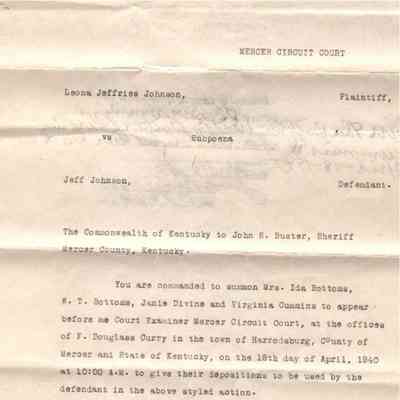 MERCER CIRCUIT COURT
Leona Jeffries Johnson, Plaintiff,
vs Subpoena
Jeff Johnson, Defendant.
The Commonwealth of Kentucky to John H. Buster, Sheriff
Mercer County, Kentucky.
You are commanded to summon Mrs. Ida Bottoms,
E. T. Bottoms, Janie Divine and Virginia Cummins to appear
before me Court Examiner Mercer Circuit Court, at the offices
of F. Douglass Curry in the town of Harrodsburg, County of
Mercer and State of Kentucky, on the 18th day of April, 1940
at 10:00 A.M. to give their depositions to be used by the
defendant in the above styled action.